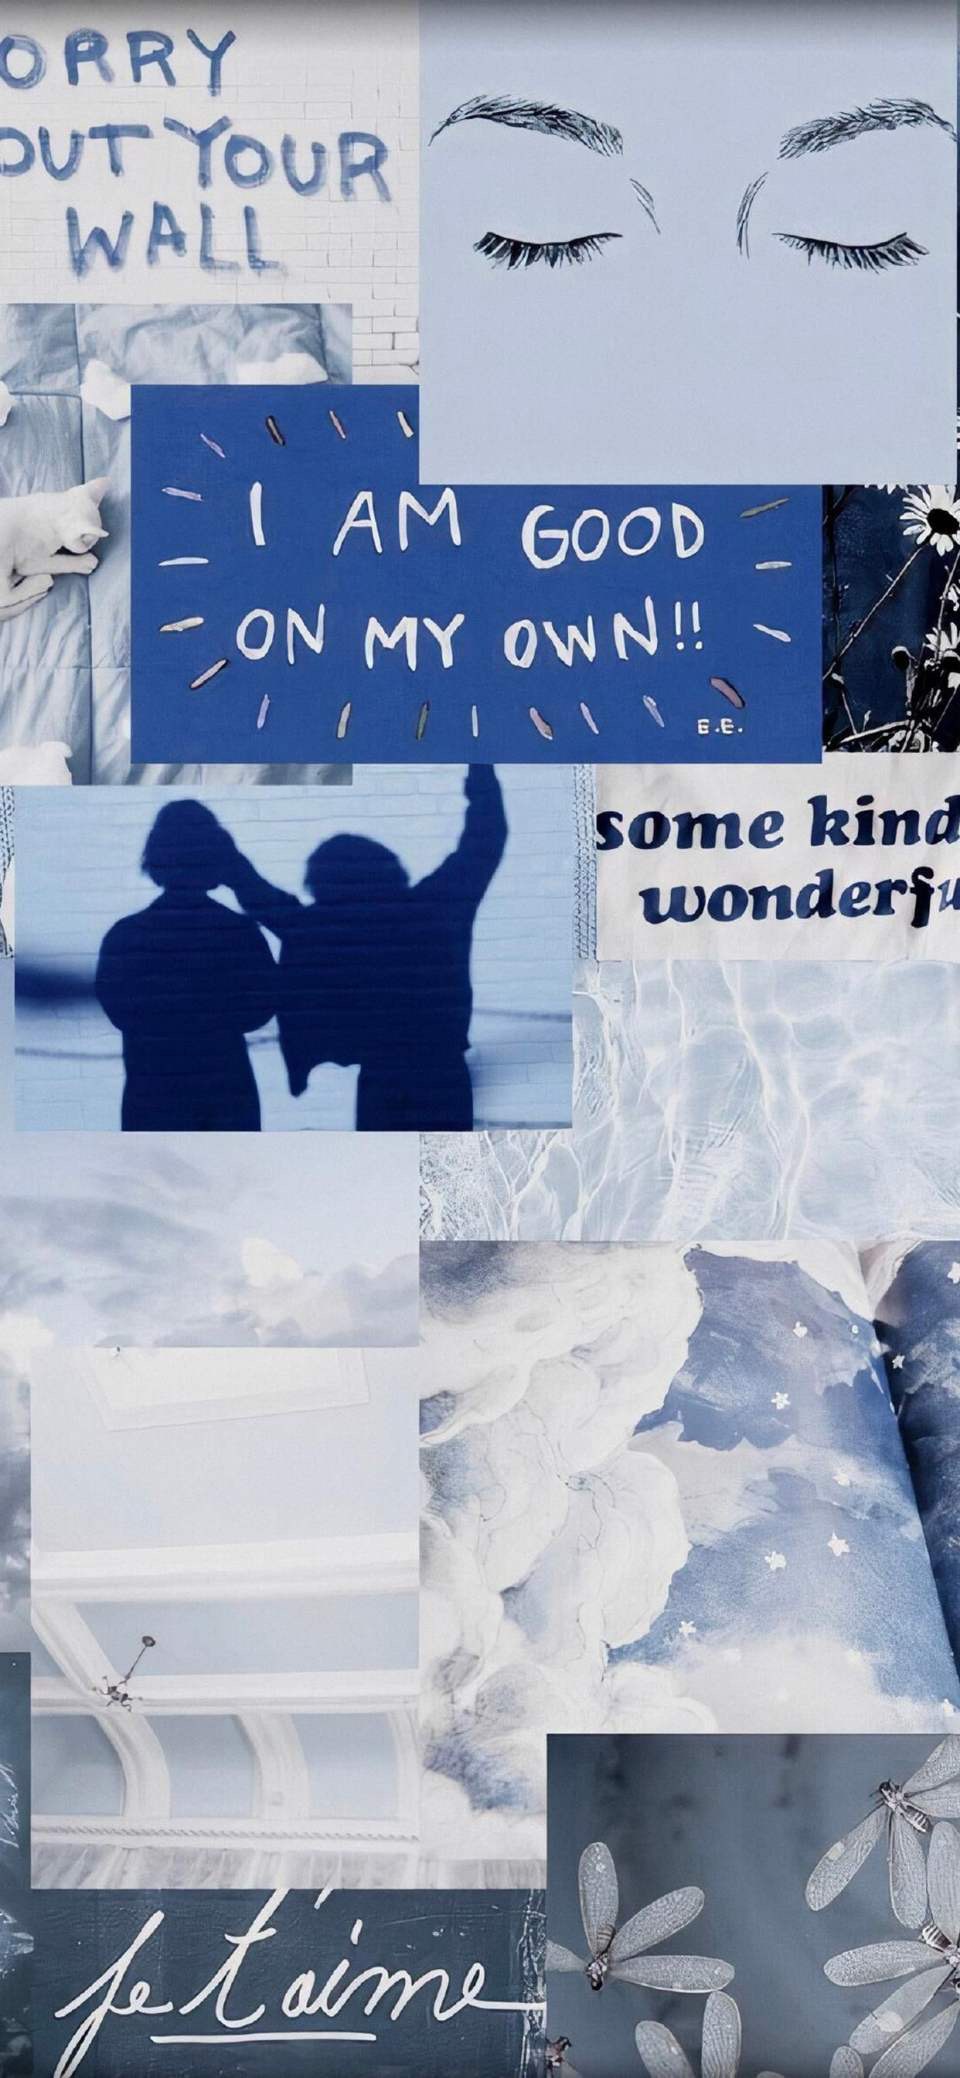 ORRY
OUT YOUR
WALL
I AM GOOD
ON MY OWN!!
E.E.
some kind
wonderfu
je t'aime